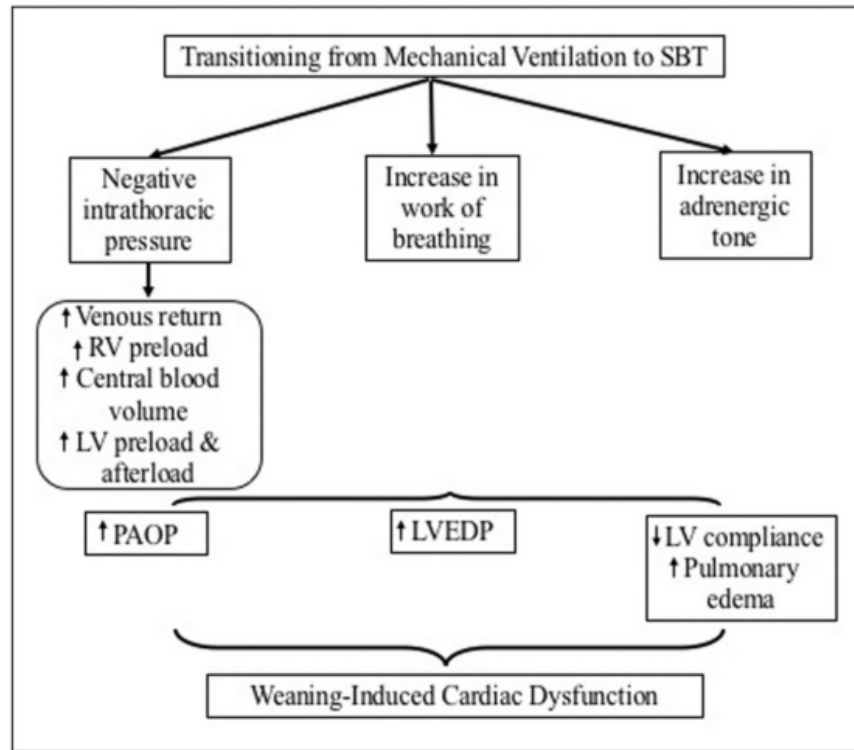 Transitioning from Mechanical Ventilation to SBT
Negative
intrathoracic
pressure
Increase in
work of
breathing
Increase in
adrenergic
tone
↑ Venous return
↑ RV preload
↑ Central blood
volume
↑ LV preload &
afterload
↑ PAOP
↑ LVEDP
↓ LV compliance
↑ Pulmonary
edema
Weaning-Induced Cardiac Dysfunction